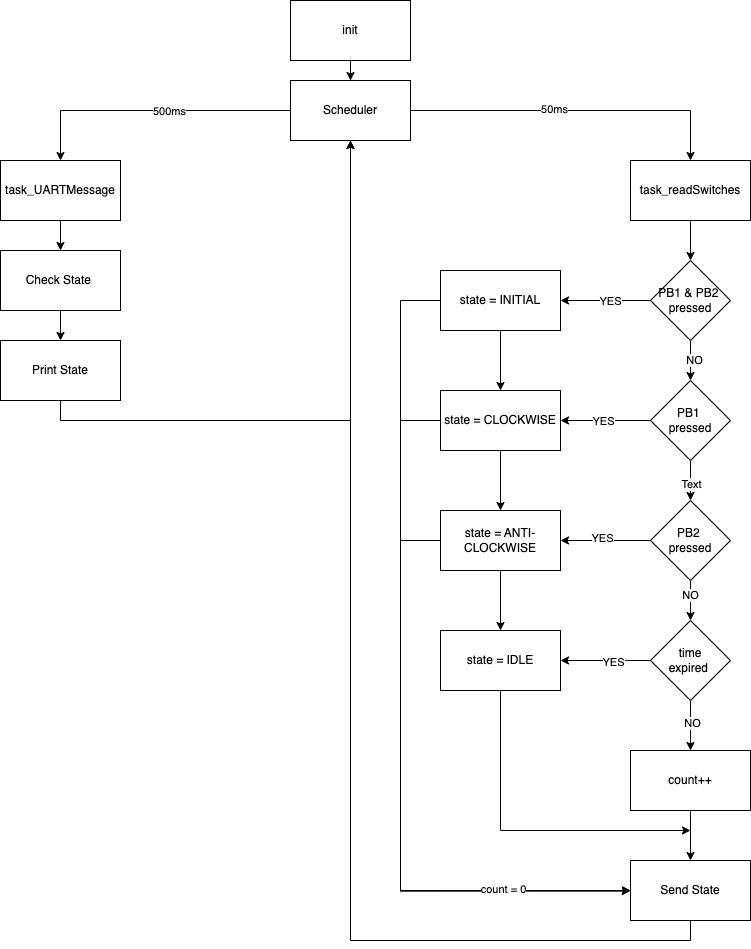 init
Scheduler
500ms
50ms
task_UARTMessage
task_readSwitches
Check State
Print State
PB1 & PB2
pressed
YES
state = INITIAL
NO
PB1
pressed
YES
state = CLOCKWISE
Text
PB2
pressed
YES
state = ANTI-
CLOCKWISE
NO
time
expired
YES
state = IDLE
NO
count++
count = 0
Send State